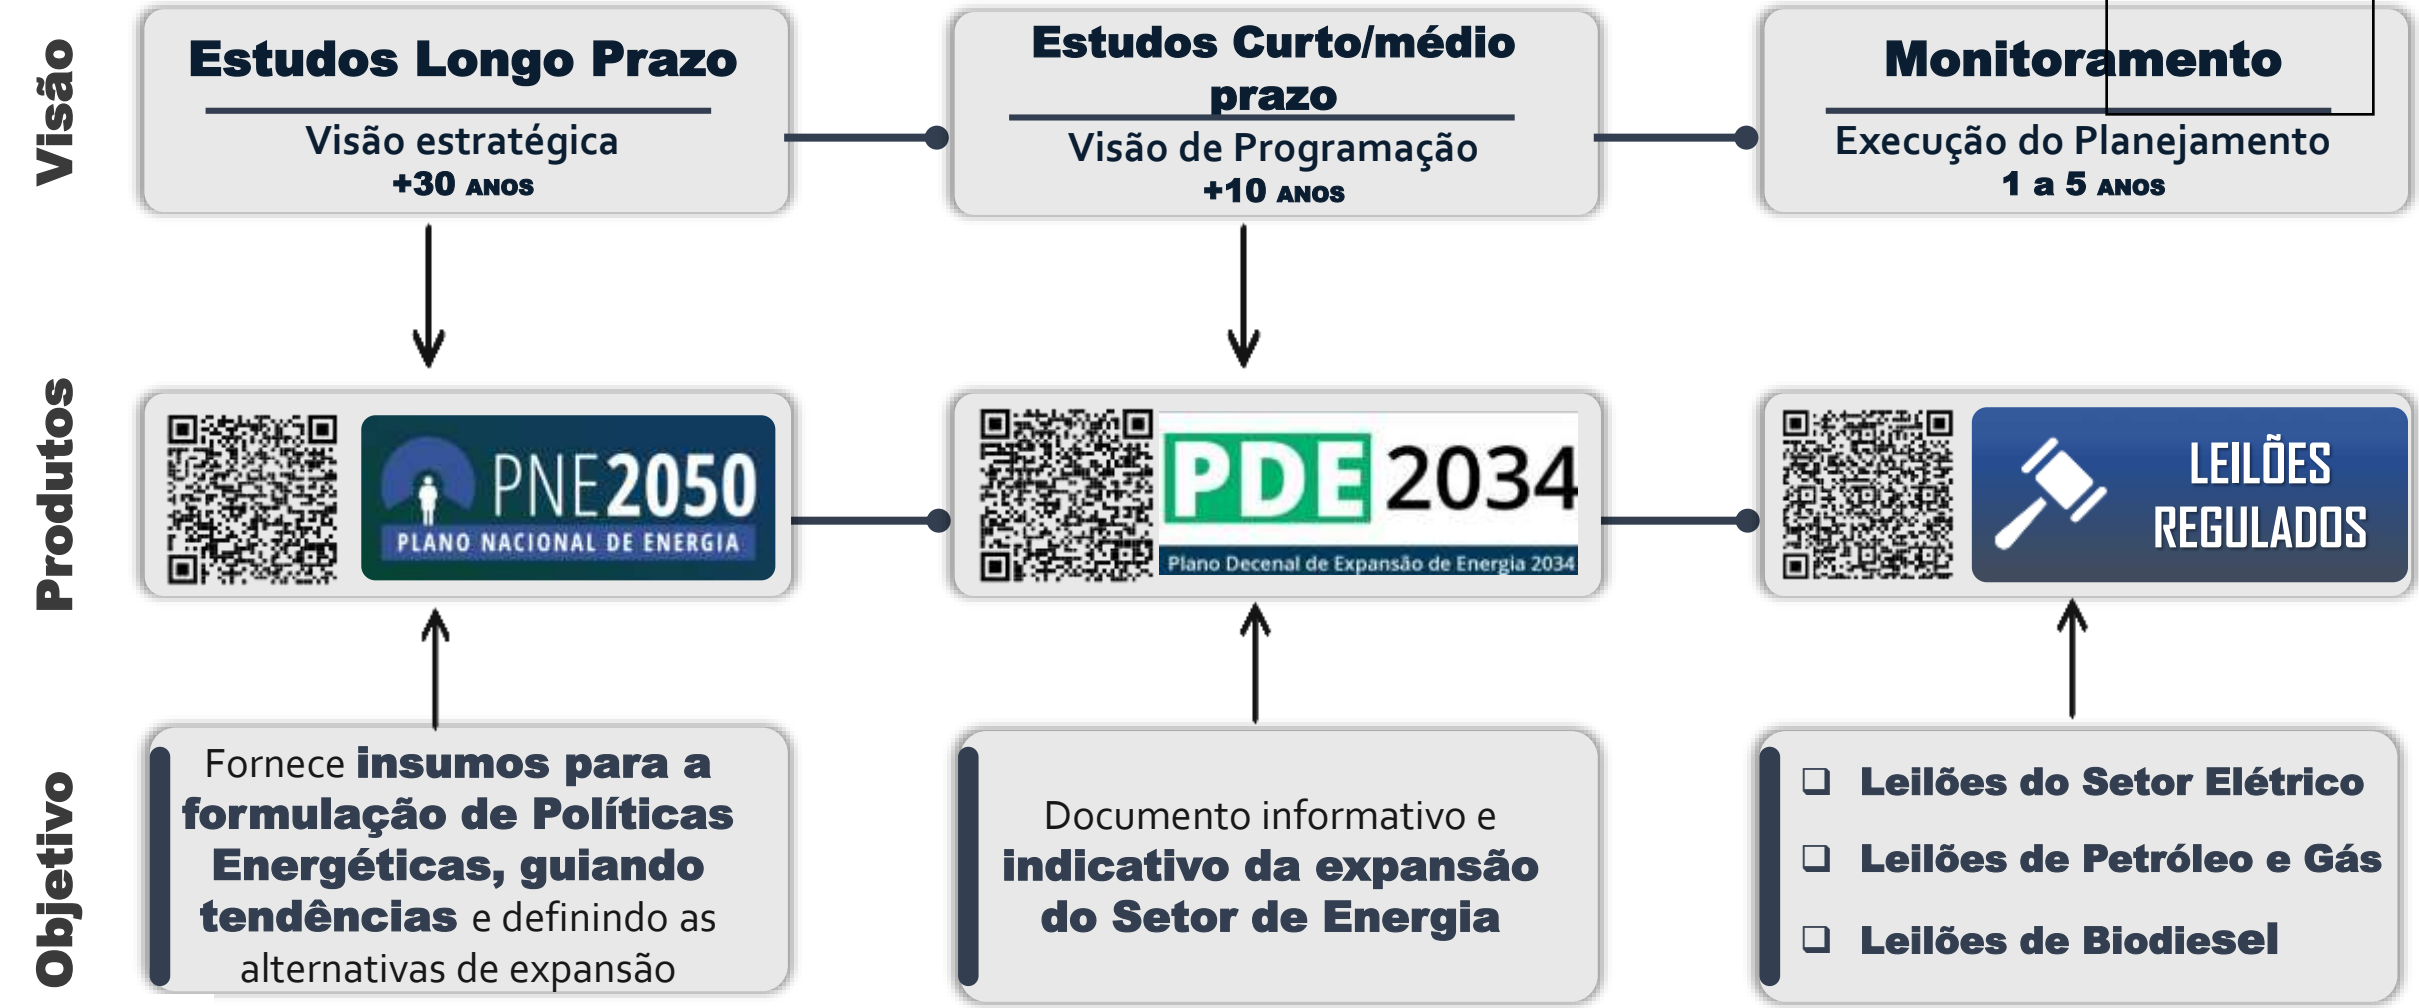 Visão
Estudos Longo Prazo
Visão estratégica
+30 ANOS
Estudos Curto/médio
prazo
Visão de Programação
+10 ANOS
Monitoramento
Execução do Planejamento
1 a 5 ANOS
Produtos
PNE2050
PLANO NACIONAL DE ENERGIA
PDE 2034
Plano Decenal de Expansão de Energia 2034
LEILÕES
REGULADOS
Objetivo
Fornece insumos para a
formulação de Políticas
Energéticas, guiando
tendências e definindo as
alternativas de expansão
Documento informativo e
indicativo da expansão
do Setor de Energia
Leilões do Setor Elétrico
Leilões de Petróleo e Gás
Leilões de Biodiesel